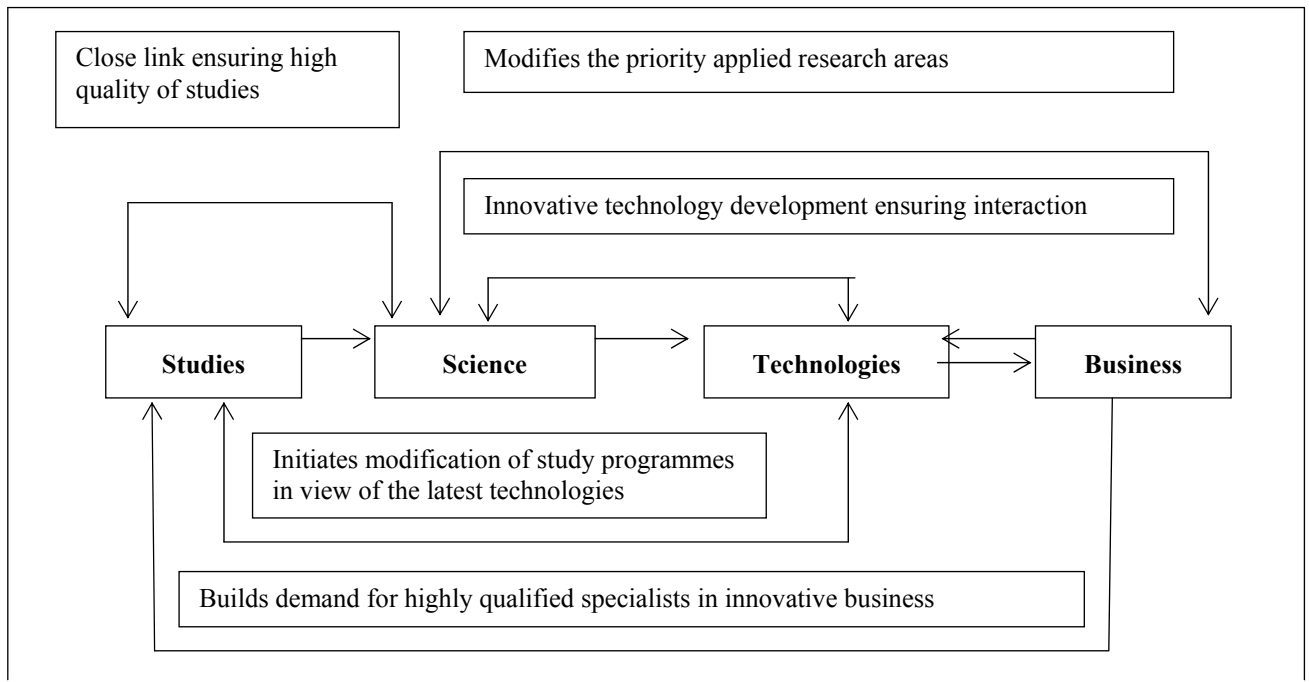 Close link ensuring high
quality of studies
Modifies the priority applied research areas
Innovative technology development ensuring interaction
Studies
Science
Technologies
Business
Initiates modification of study programmes
in view of the latest technologies
Builds demand for highly qualified specialists in innovative business